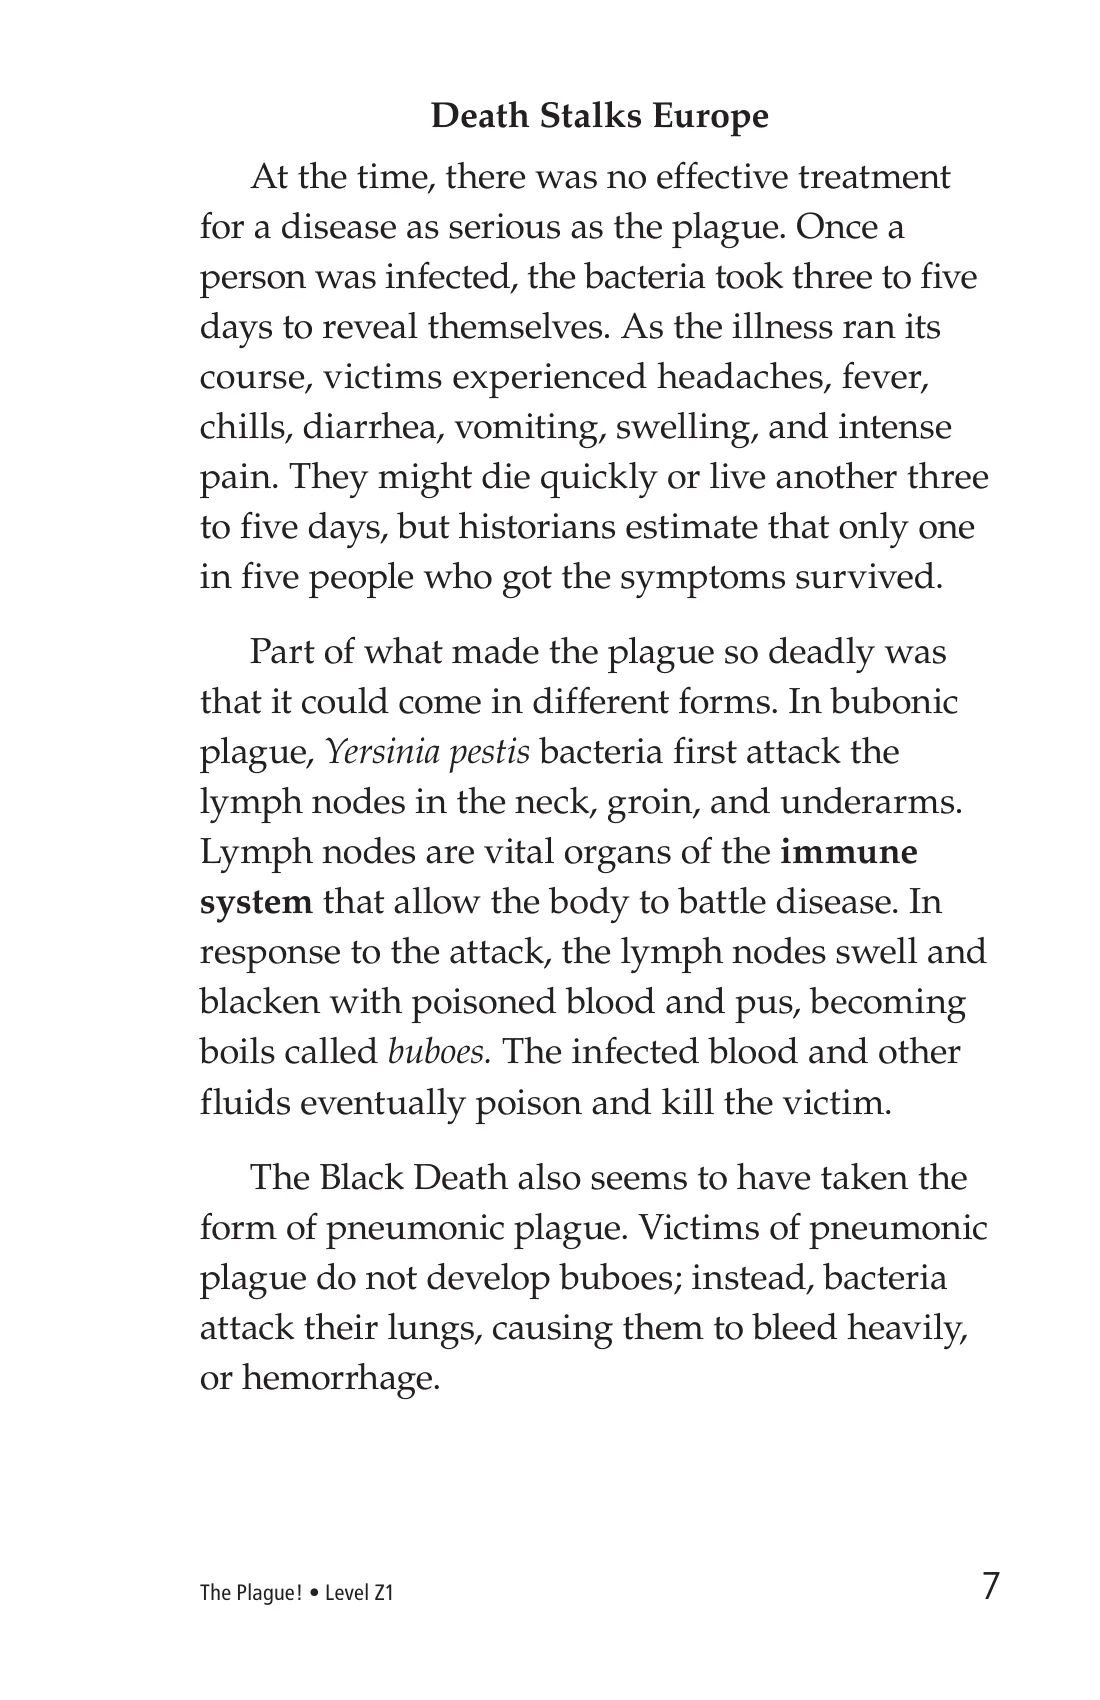 Death Stalks Europe
At the time, there was no effective treatment
for a disease as serious as the plague. Once a
person was infected, the bacteria took three to five
days to reveal themselves. As the illness ran its
course, victims experienced headaches, fever,
chills, diarrhea, vomiting, swelling, and intense
pain. They might die quickly or live another three
to five days, but historians estimate that only one
in five people who got the symptoms survived.
Part of what made the plague so deadly was
that it could come in different forms. In bubonic
plague, Yersinia pestis bacteria first attack the
lymph nodes in the neck, groin, and underarms.
Lymph nodes are vital organs of the immune
system that allow the body to battle disease. In
response to the attack, the lymph nodes swell and
blacken with poisoned blood and pus, becoming
boils called buboes. The infected blood and other
fluids eventually poison and kill the victim.
The Black Death also seems to have taken the
form of pneumonic plague. Victims of pneumonic
plague do not develop buboes; instead, bacteria
attack their lungs, causing them to bleed heavily,
or hemorrhage.
The Plague! • Level Z1
7